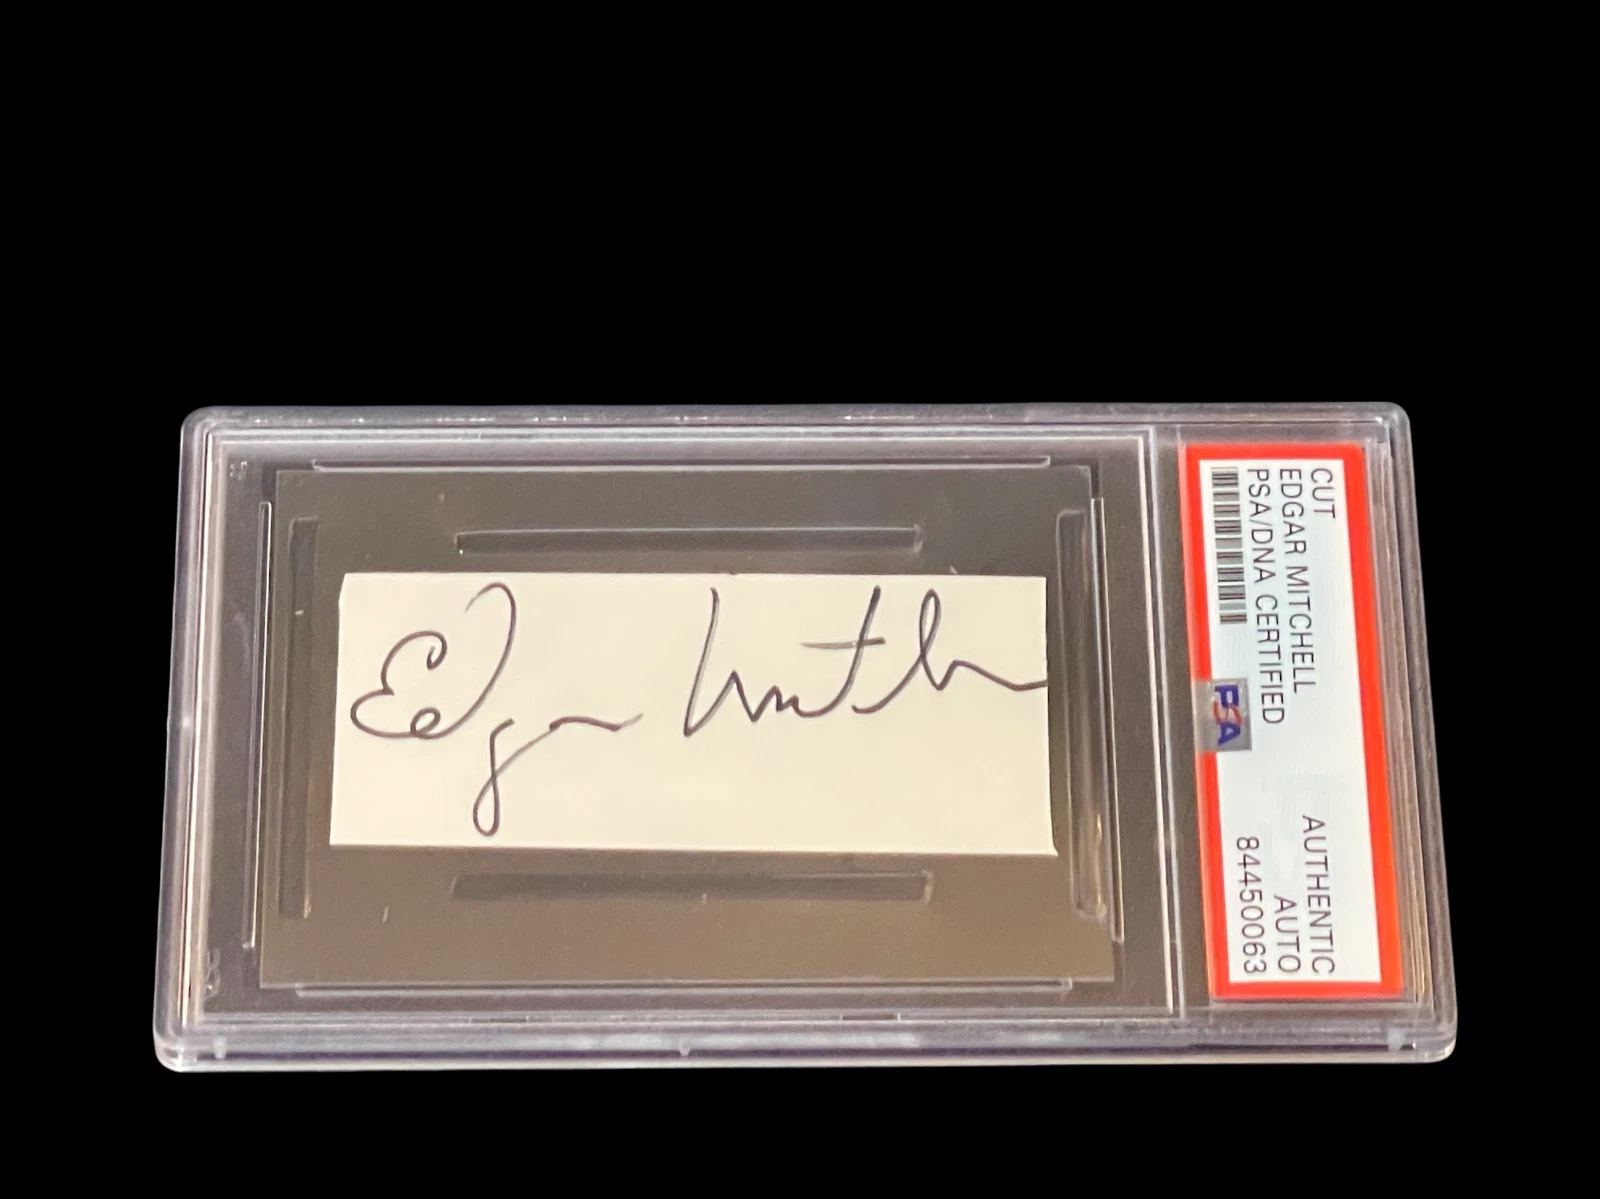 Edgar Mitchell
CUT
EDGAR MITCHELL
PSA/DNA CERTIFIED
PSA
AUTHENTIC
AUTO
84450063